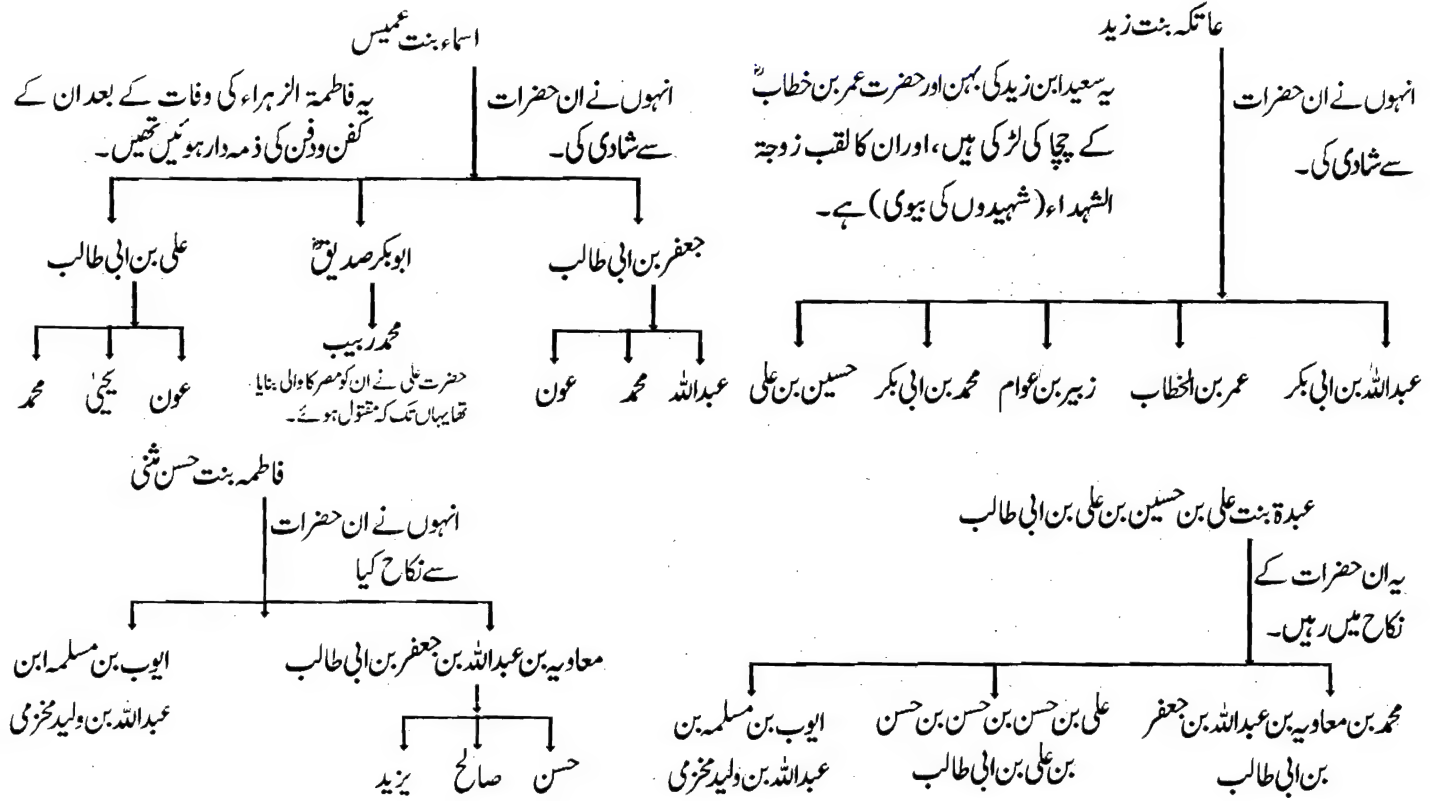 عاتکہ بنت زید
انہوں نے ان حضرات
سے شادی کی۔
یہ سعید ابن زید کی بہن اور حضرت عمر بن خطابؓ
کے چچا کی لڑکی ہیں، اور ان کا لقب زوجۃ
الشہداء (شہیدوں کی بیوی) ہے۔
عبداللہ بن ابی بکر
عمر بن الخطاب
زبیر بن عوام
محمد بن ابی بکر
حسین بن علی
اسماء بنت عمیس
انہوں نے ان حضرات
سے شادی کی۔
یہ فاطمۃ الزہراء کی وفات کے بعد ان کے
کفن و دفن کی ذمہ دار ہوئیں تھیں۔
جعفر بن ابی طالب
ابوبکر صدیقؓ
علی بن ابی طالب
عبداللہ
محمد
عون
محمد ربیب
حضرت علی نے ان کو مصر کا والی بنایا
تھا یہاں تک کہ مقتول ہوئے۔
عون
یحییٰ
محمد
عبدۃ بنت علی بن حسین بن علی بن ابی طالب
یہ ان حضرات کے
نکاح میں رہیں۔
محمد بن معاویہ بن عبداللہ بن جعفر
بن ابی طالب
علی بن حسن بن حسن بن حسن
بن علی بن ابی طالب
ایوب بن مسلمہ بن
عبداللہ بن ولید مخزمی
فاطمہ بنت حسن مثنی
انہوں نے ان حضرات
سے نکاح کیا
معاویہ بن عبداللہ بن جعفر بن ابی طالب
حسن
صالح
یزید
ایوب بن مسلمہ ابن
عبداللہ بن ولید مخزمی